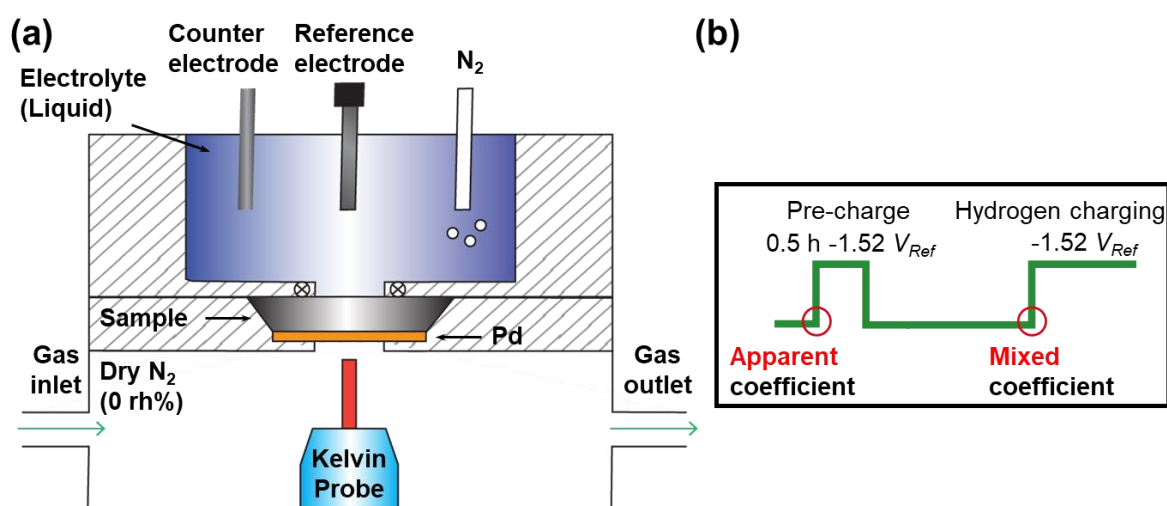 (a)
Counter
electrode
Reference
electrode
N2
Electrolyte
(Liquid)
Sample
Pd
Gas
inlet
Dry N2
(0 rh%)
Gas
outlet
Kelvin
Probe
(b)
Pre-charge
0.5 h -1.52 VRef
Hydrogen charging
-1.52 VRef
Apparent
coefficient
Mixed
coefficient